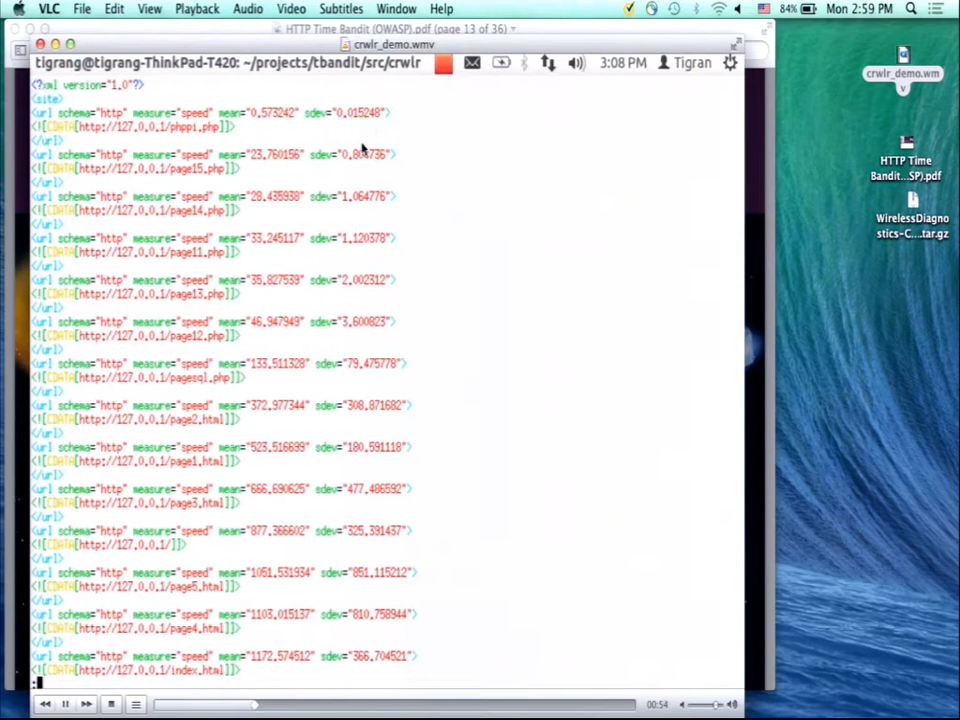 VLC File Edit View Playback Audio Video Subtitles Window Help 84% Mon 2:59 PM
HTTP Time Bandit (OWASP).pdf (page 13 of 36)
crwlr_demo.wmv
tigrang@tigrang-ThinkPad-T420: ~/projects/tbandit/src/crwlr 3:08 PM Tigran
<?xml version="1.0"?>
<site>
<url schema="http" measure="speed" mean="0.573242" sdev="0.015248">
<![CDATA[http://127.0.0.1/phppi.php]]>
</url>
<url schema="http" measure="speed" mean="23.760156">
<![CDATA[http://127.0.0.1/page15.php]]>
</url>
<url schema="http" measure="speed" mean="28.435938" sdev="1.064776">
<![CDATA[http://127.0.0.1/page14.php]]>
</url>
<url schema="http" measure="speed" mean="33.245117" sdev="1.120378">
<![CDATA[http://127.0.0.1/page11.php]]>
</url>
<url schema="http" measure="speed" mean="35.827539" sdev="2.002312">
<![CDATA[http://127.0.0.1/page13.php]]>
</url>
<url schema="http" measure="speed" mean="46.947949" sdev="3.600823">
<![CDATA[http://127.0.0.1/page12.php]]>
</url>
<url schema="http" measure="speed" mean="133.511328" sdev="79.475778">
<![CDATA[http://127.0.0.1/pagesql.php]]>
</url>
<url schema="http" measure="speed" mean="372.977344" sdev="308.871682">
<![CDATA[http://127.0.0.1/page2.html]]>
</url>
<url schema="http" measure="speed" mean="523.516699" sdev="180.591118">
<![CDATA[http://127.0.0.1/page1.html]]>
</url>
<url schema="http" measure="speed" mean="666.690625" sdev="477.486592">
<![CDATA[http://127.0.0.1/page3.html]]>
</url>
<url schema="http" measure="speed" mean="877.366602" sdev="325.391437">
<![CDATA[http://127.0.0.1/]]>
</url>
<url schema="http" measure="speed" mean="1051.531934" sdev="851.115212">
<![CDATA[http://127.0.0.1/page5.html]]>
</url>
<url schema="http" measure="speed" mean="1103.015137" sdev="810.758944">
<![CDATA[http://127.0.0.1/page4.html]]>
</url>
<url schema="http" measure="speed" mean="1172.574512" sdev="366.704521">
<![CDATA[http://127.0.0.1/index.html]]>
:
00:54
crwlr_demo.wm
v
HTTP Time
Bandit (...SP).pdf
WirelessDiagno
stics-C....tar.gz